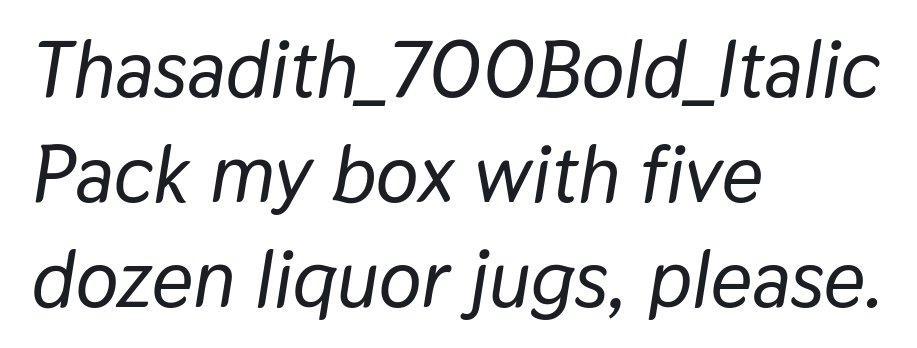 Thasadith_700Bold_Italic
Pack my box with five
dozen liquor jugs, please.